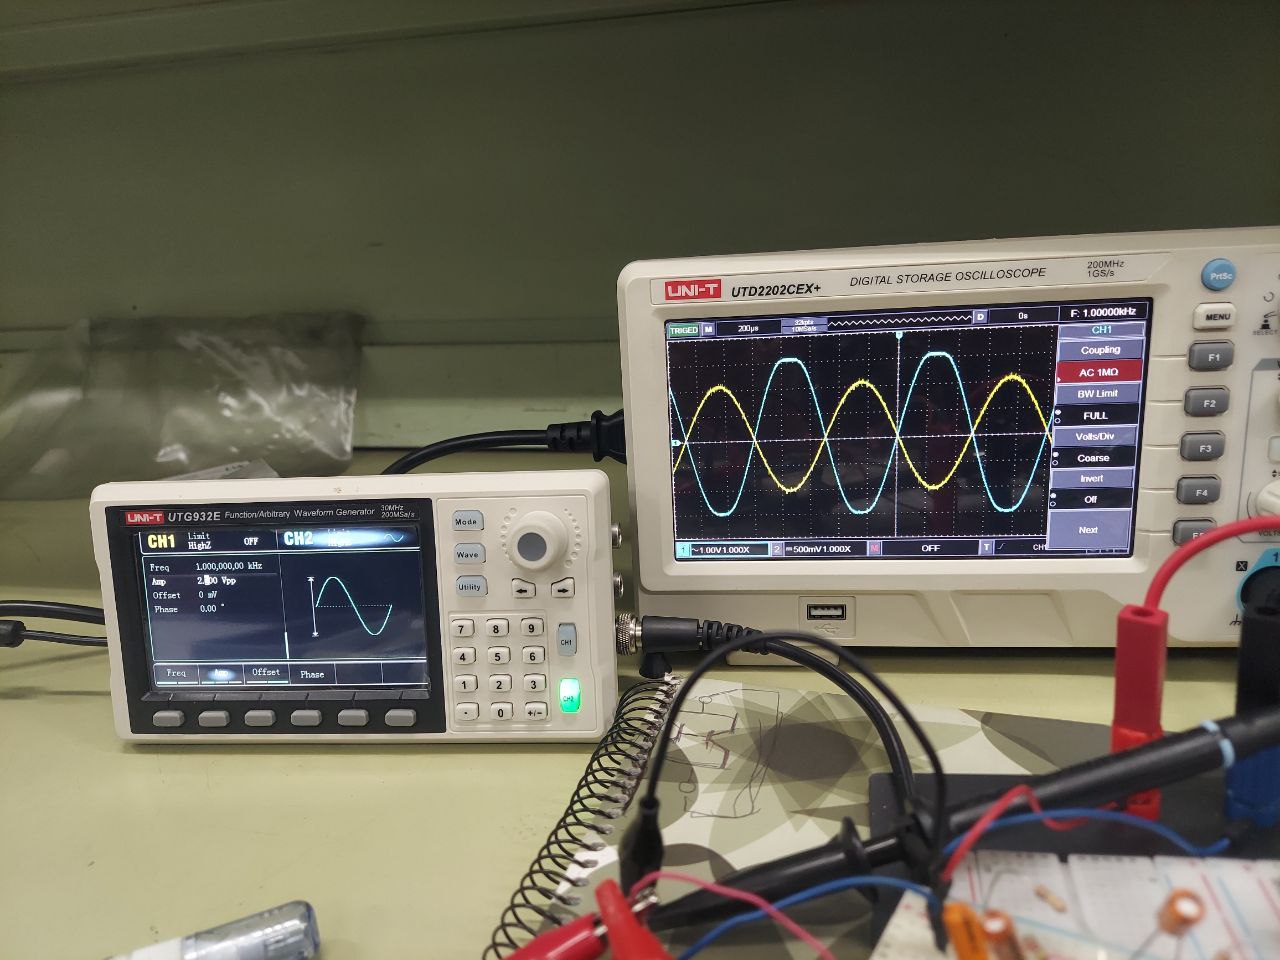 UNI-T UTG932E Function/Arbitrary Waveform Generator 30MHz 200MSa/s
CH1 Limit HighZ OFF CH2
Freq 1.000,000,00 kHz
Amp Vpp
Offset 0 mV
Phase 0.00 °
Freq Offset Phase
Mode
Wave
Utility
7 8 9
4 5 6
1 2 3
. 0 +/-
CH1
CH2
UNI-T UTD2202CEX+ DIGITAL STORAGE OSCILLOSCOPE 200MHz 1GS/s
TRIGED M 200μs 10MSa/s D 0s F: 1.00000kHz
CH1
Coupling
AC 1MΩ
BW Limit
FULL
Volts/Div
Coarse
Invert
Off
Next
1 1.00V 1.000X 2 500mV 1.000X M OFF T CH1
PrtSc
MENU
F1
F2
F3
F4